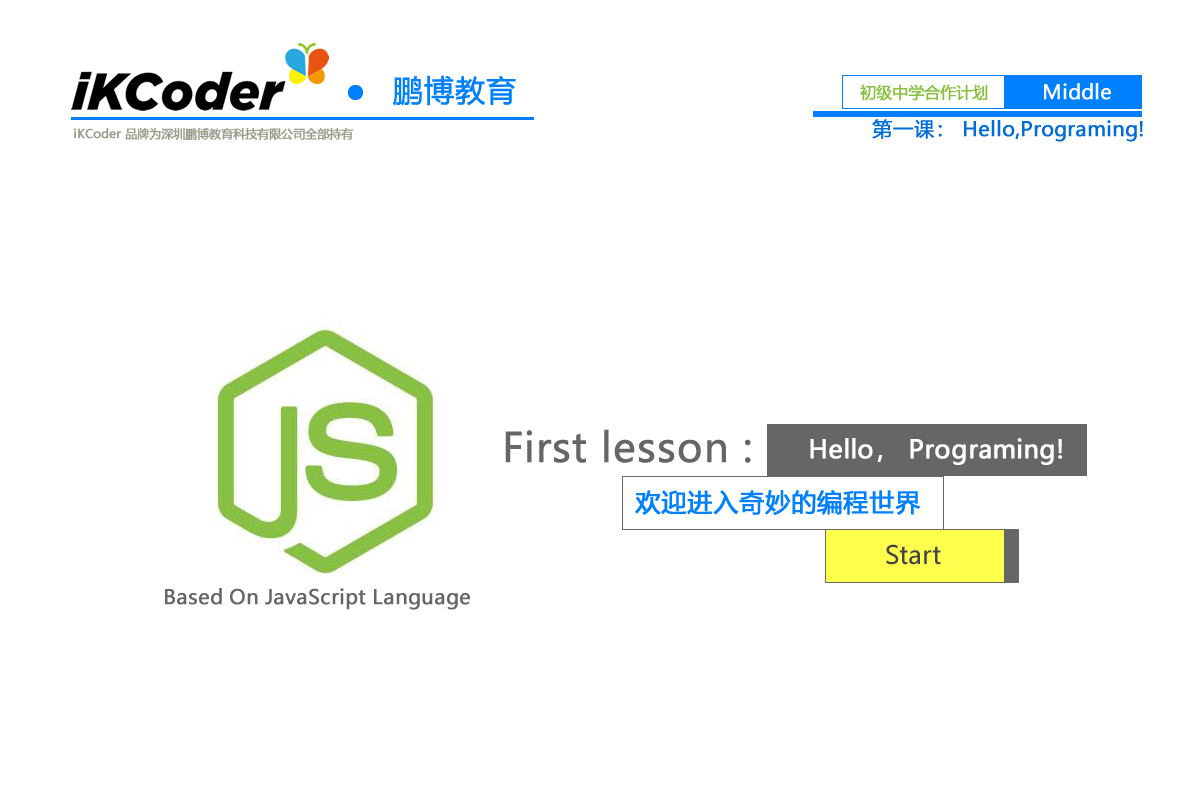 iKCoder • 鹏博教育
iKCoder 品牌为深圳鹏博教育科技有限公司全部持有
初级中学合作计划 Middle
第一课： Hello,Programing!
JS
Based On JavaScript Language
First lesson : Hello， Programing!
欢迎进入奇妙的编程世界
Start